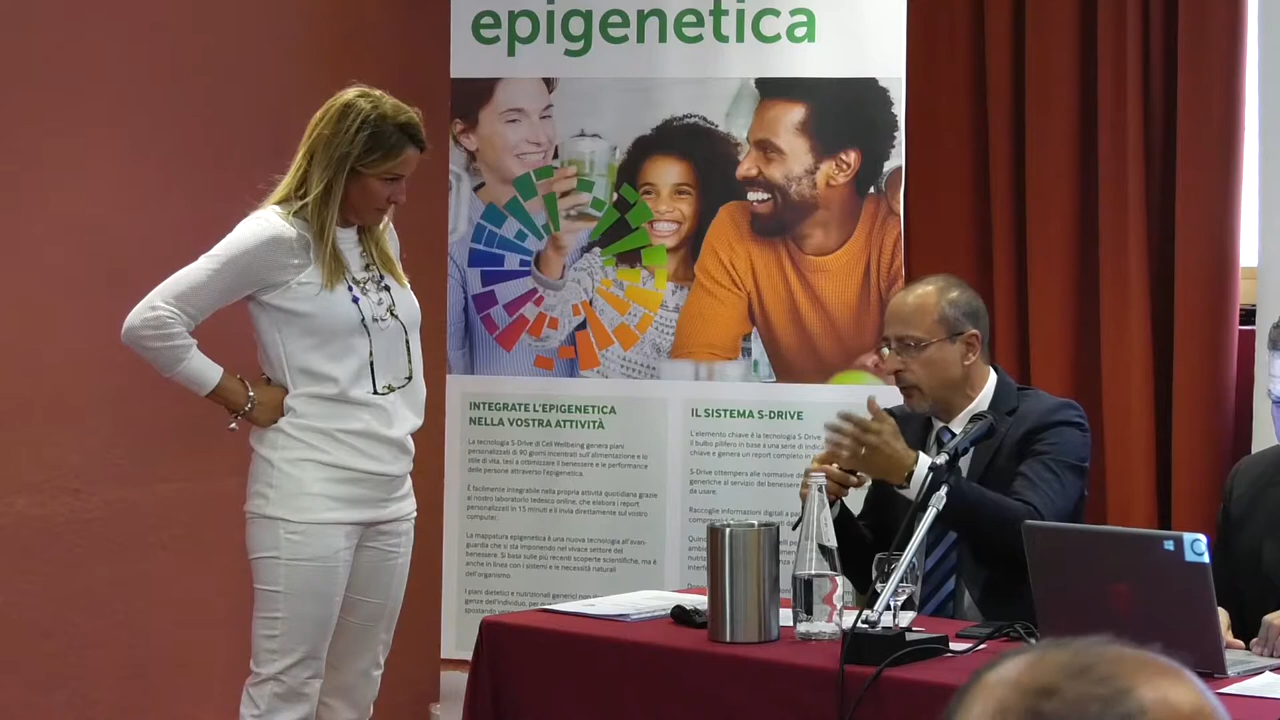 epigenetica
INTEGRATE L'EPIGENETICA
NELLA VOSTRA ATTIVITÀ
La tecnologia S-Drive di Cell Wellbeing genera piani
personalizzati di 90 giorni incentrati sull'alimentazione e lo
stile di vita, tesi a ottimizzare il benessere e le performance
delle persone attraverso l'epigenetica.
È facilmente integrabile nella propria attività quotidiana grazie
al nostro laboratorio tedesco online, che elabora i report
personalizzati in 15 minuti e li invia direttamente sul vostro
computer.
La mappatura epigenetica è una nuova tecnologia all'avan-
guardia che si sta imponendo nel vivace settore del
benessere. Si basa sulle più recenti scoperte scientifiche, ma è
anche in linea con i sistemi e le necessità naturali
dell'organismo.
I piani dietetici e nutrizionali generici non
genze dell'individuo, per
spostando
IL SISTEMA S-DRIVE
L'elemento chiave è la tecnologia S-Drive
il bulbo pilifero in base a una serie di indica
chiave e genera un report completo in
S-Drive ottempera alle normative de
generiche al servizio del benessere
da usare.
Raccoglie informazioni digitali a pa